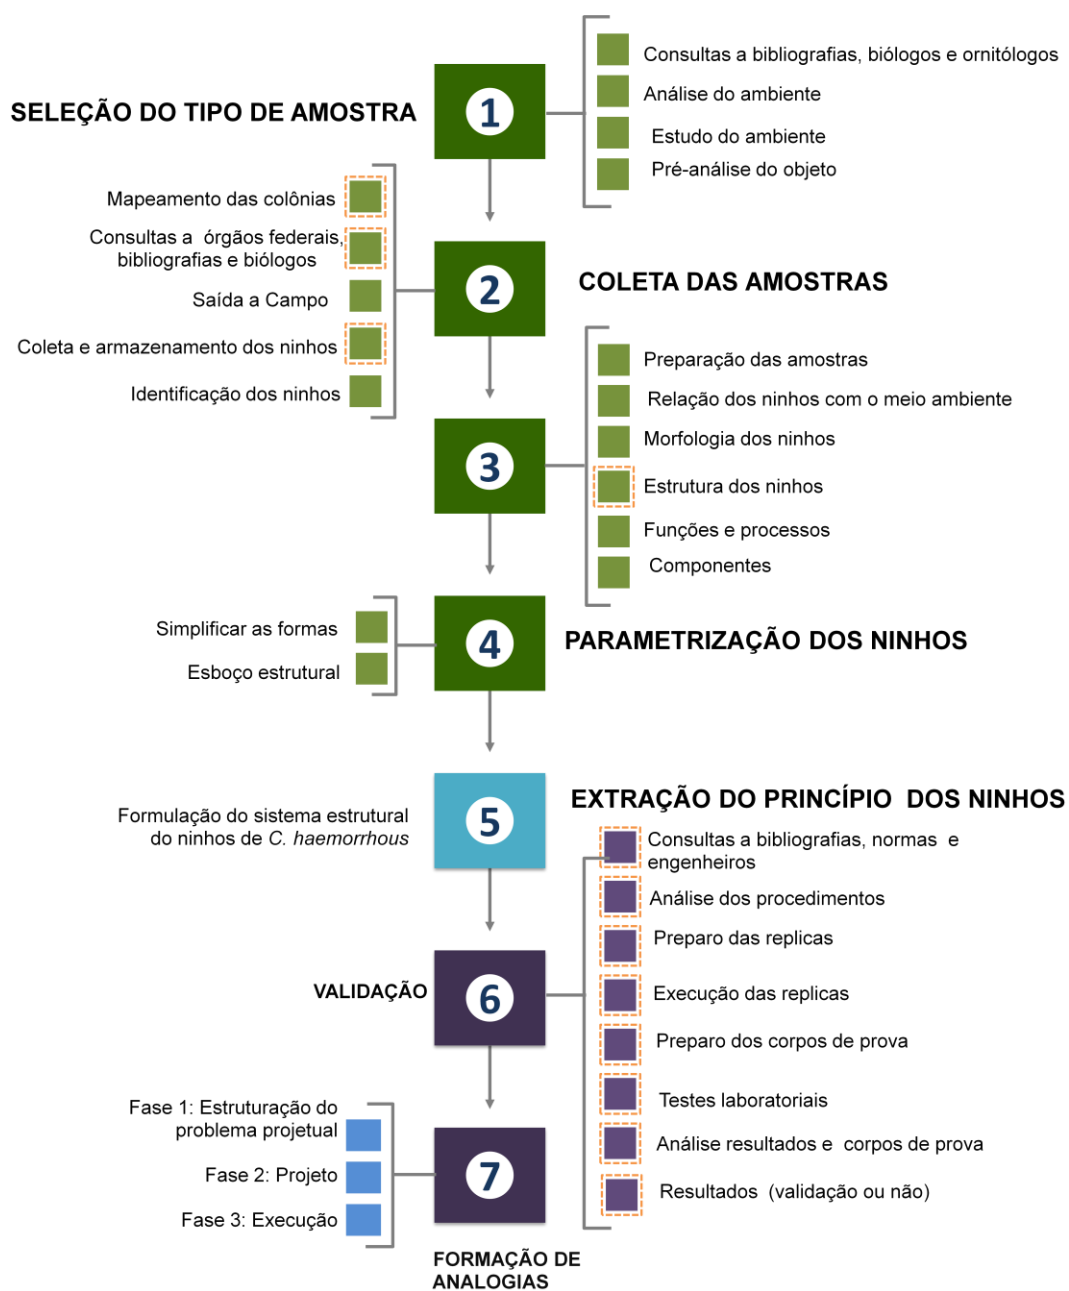 SELEÇÃO DO TIPO DE AMOSTRA
1
Consultas a bibliografias, biólogos e ornitólogos
Análise do ambiente
Estudo do ambiente
Pré-análise do objeto
Mapeamento das colônias
Consultas a órgãos federais,
bibliografias e biólogos
Saída a Campo
Coleta e armazenamento dos ninhos
Identificação dos ninhos
2
COLETA DAS AMOSTRAS
3
Preparação das amostras
Relação dos ninhos com o meio ambiente
Morfologia dos ninhos
Estrutura dos ninhos
Funções e processos
Componentes
Simplificar as formas
Esboço estrutural
4
PARAMETRIZAÇÃO DOS NINHOS
Formulação do sistema estrutural
do ninhos de C. haemorrhous
5
EXTRAÇÃO DO PRINCÍPIO DOS NINHOS
VALIDAÇÃO
6
Consultas a bibliografias, normas e
engenheiros
Análise dos procedimentos
Preparo das replicas
Execução das replicas
Preparo dos corpos de prova
Testes laboratoriais
Análise resultados e corpos de prova
Resultados (validação ou não)
Fase 1: Estruturação do
problema projetual
Fase 2: Projeto
Fase 3: Execução
7
FORMAÇÃO DE
ANALOGIAS